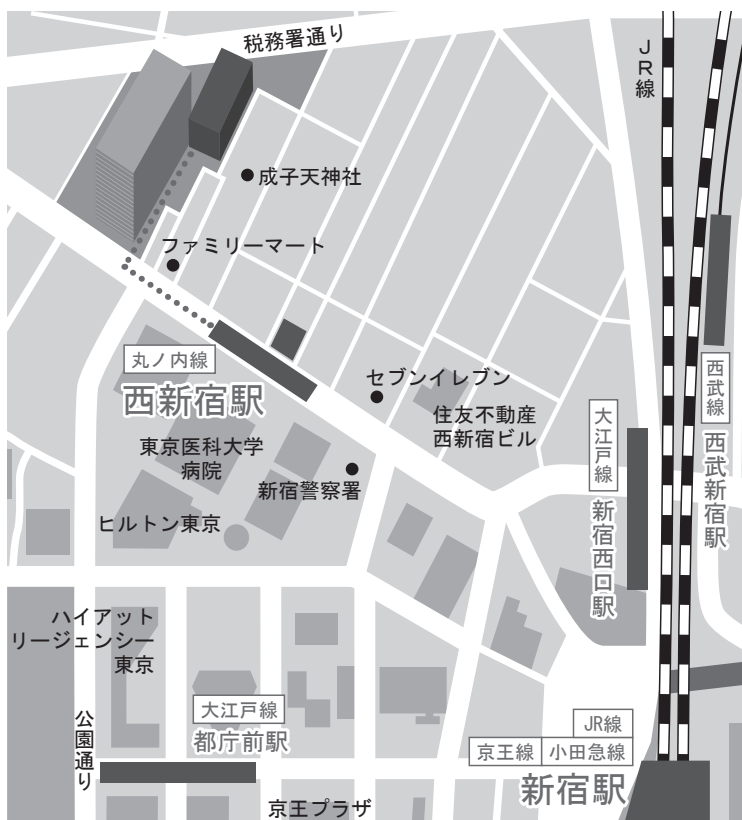 税務署通り
JR線
成子天神社
ファミリーマート
丸ノ内線
西新宿駅
セブンイレブン
住友不動産
西新宿ビル
東京医科大学
病院
新宿警察署
ヒルトン東京
大江戸線
新宿西口駅
西武線
西武新宿駅
ハイアット
リージェンシー
東京
公園通り
大江戸線
都庁前駅
京王プラザ
JR線
京王線
小田急線
新宿駅